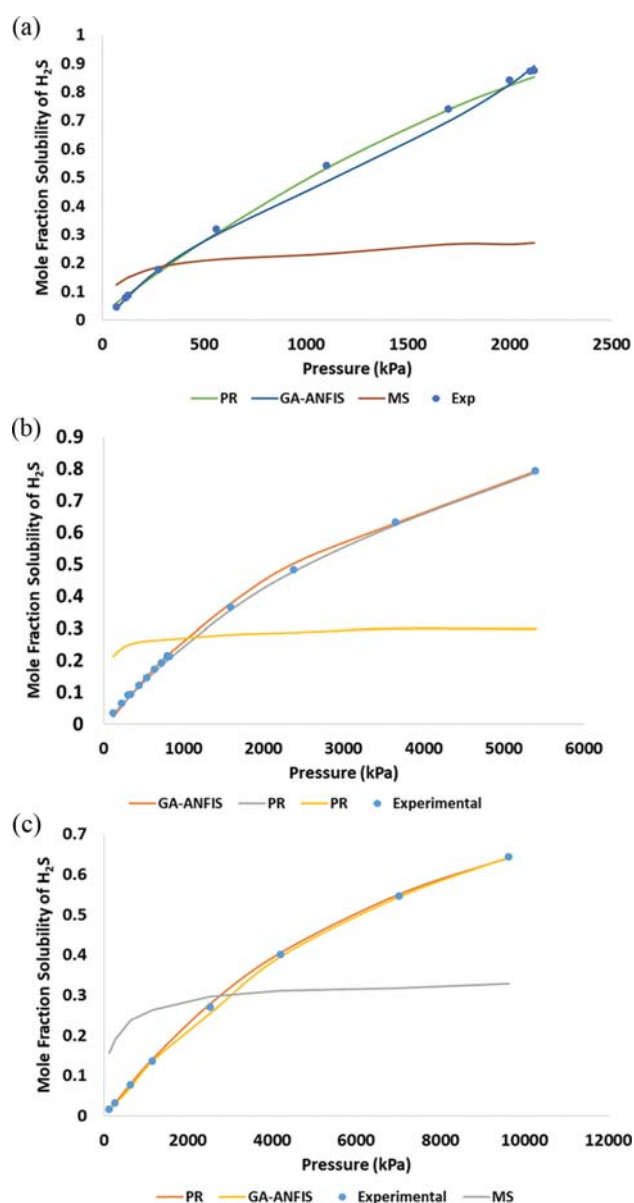 (a)
1
0.9
0.8
0.7
0.6
0.5
0.4
0.3
0.2
0.1
0
Mole Fraction Solubility of H₂S
0 500 1000 1500 2000 2500
Pressure (kPa)
PR GA-ANFIS MS Exp
(b)
0.9
0.8
0.7
0.6
0.5
0.4
0.3
0.2
0.1
0
Mole Fraction Solubility of H₂S
0 1000 2000 3000 4000 5000 6000
Pressure (kPa)
GA-ANFIS PR PR Experimental
(c)
0.7
0.6
0.5
0.4
0.3
0.2
0.1
0
Mole Fraction Solubility of H₂S
0 2000 4000 6000 8000 10000 12000
Pressure (kPa)
PR GA-ANFIS Experimental MS